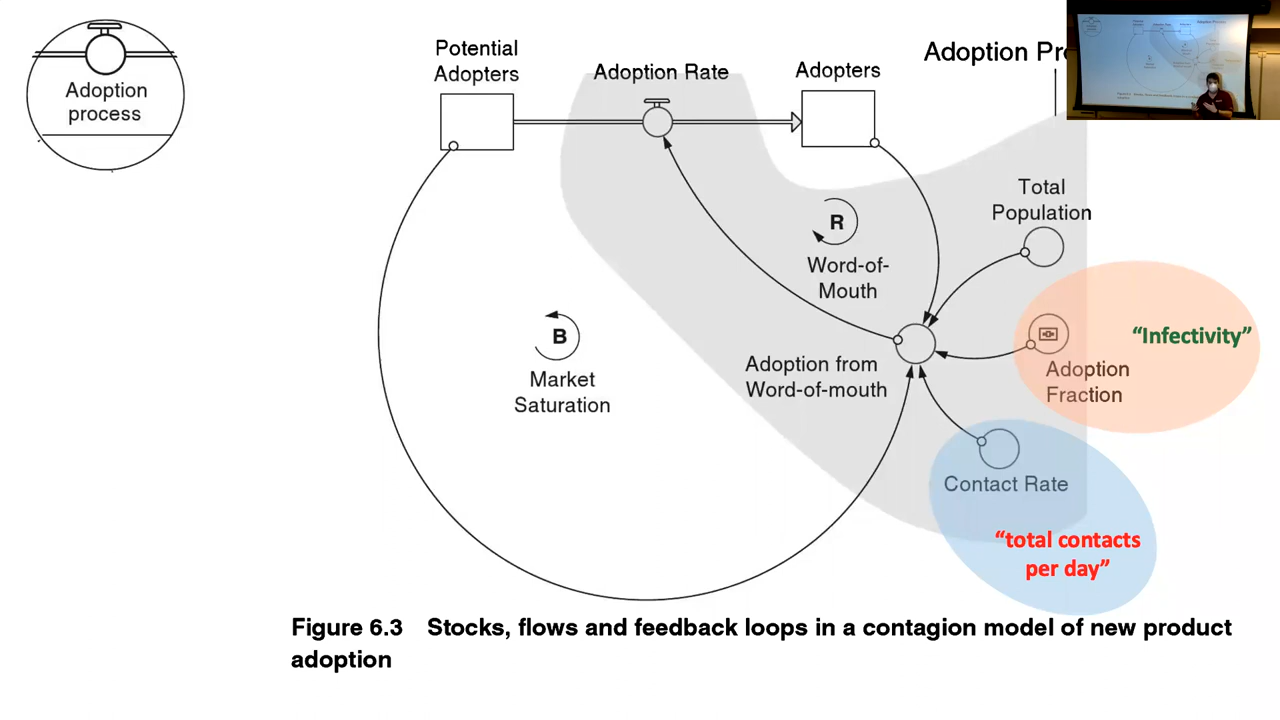 Adoption
process
Potential
Adopters
Adoption Rate
Adopters
R
Word-of-
Mouth
Total
Population
B
Market
Saturation
Adoption from
Word-of-mouth
"Infectivity"
Adoption
Fraction
Contact Rate
"total contacts
per day"
Figure 6.3 Stocks, flows and feedback loops in a contagion model of new product
adoption